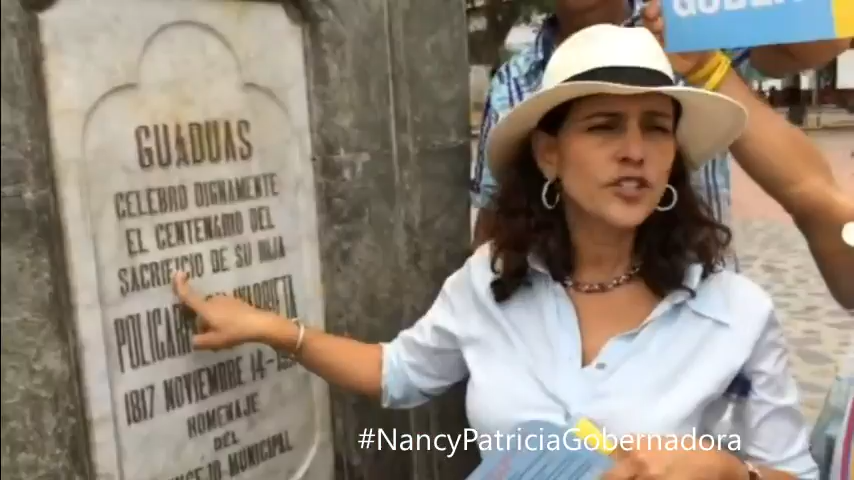 GUADUAS
CELEBRO DIGNAMENTE
EL CENTENARIO DEL
SACRIFICIO DE SU HIJA
1817 NOVIEMBRE 14-
HOMENAJE
DEL
MUNICIPAL
#NancyPatriciaGobernadora